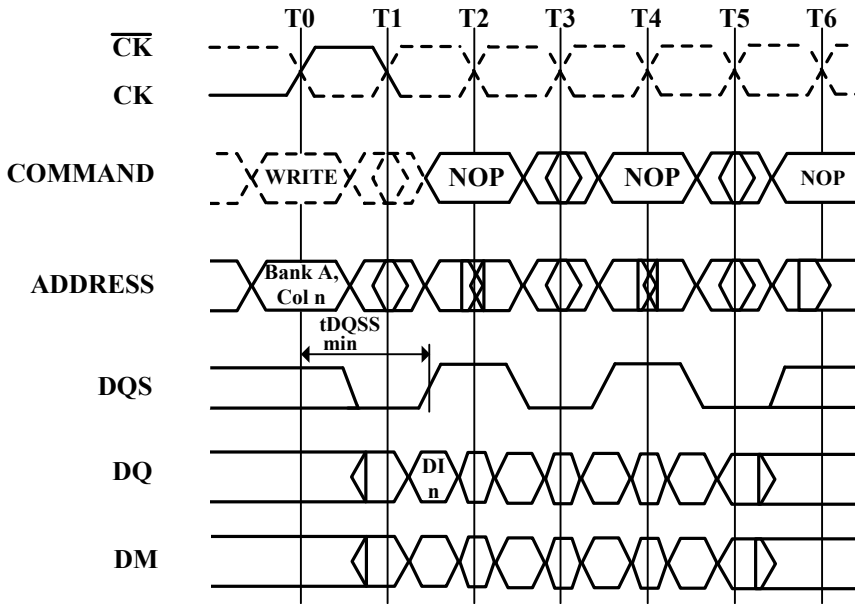 T0 T1 T2 T3 T4 T5 T6
CK
CK
COMMAND WRITE NOP NOP NOP
ADDRESS Bank A,
Col n
tDQSS
min
DQS
DQ DI
n
DM